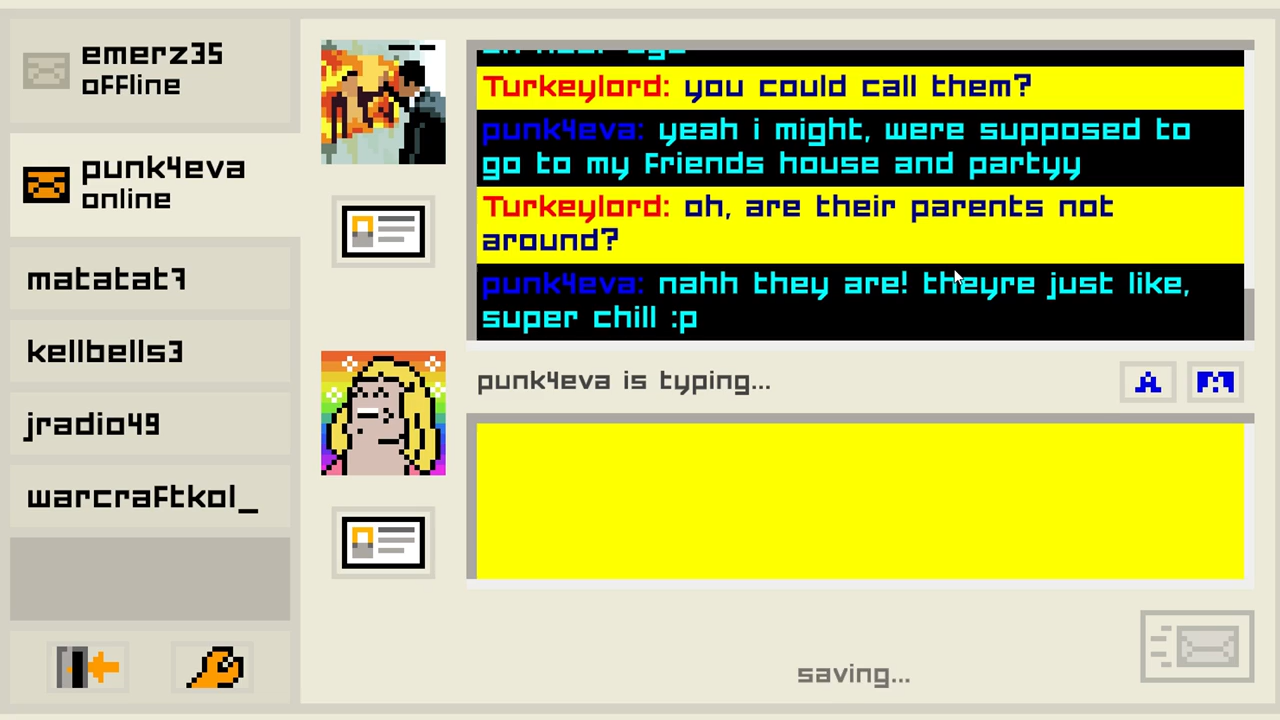 emerz35
offline
punk4eva
online
matatat7
kellbells3
jradio49
warcraftkol_
Turkeylord: you could call them?
punk4eva: yeah i might, were supposed to
go to my friends house and partyy
Turkeylord: oh, are their parents not
around?
punk4eva: nahh they are! theyre just like,
super chill :p
punk4eva is typing...
A
saving...